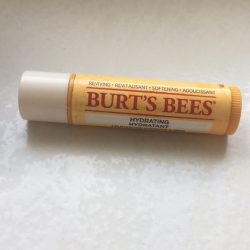 REVIVING · REVITALISANT · SOFTENING · ADOUCISSANT
BURT'S BEES
HYDRATING
HYDRATANT